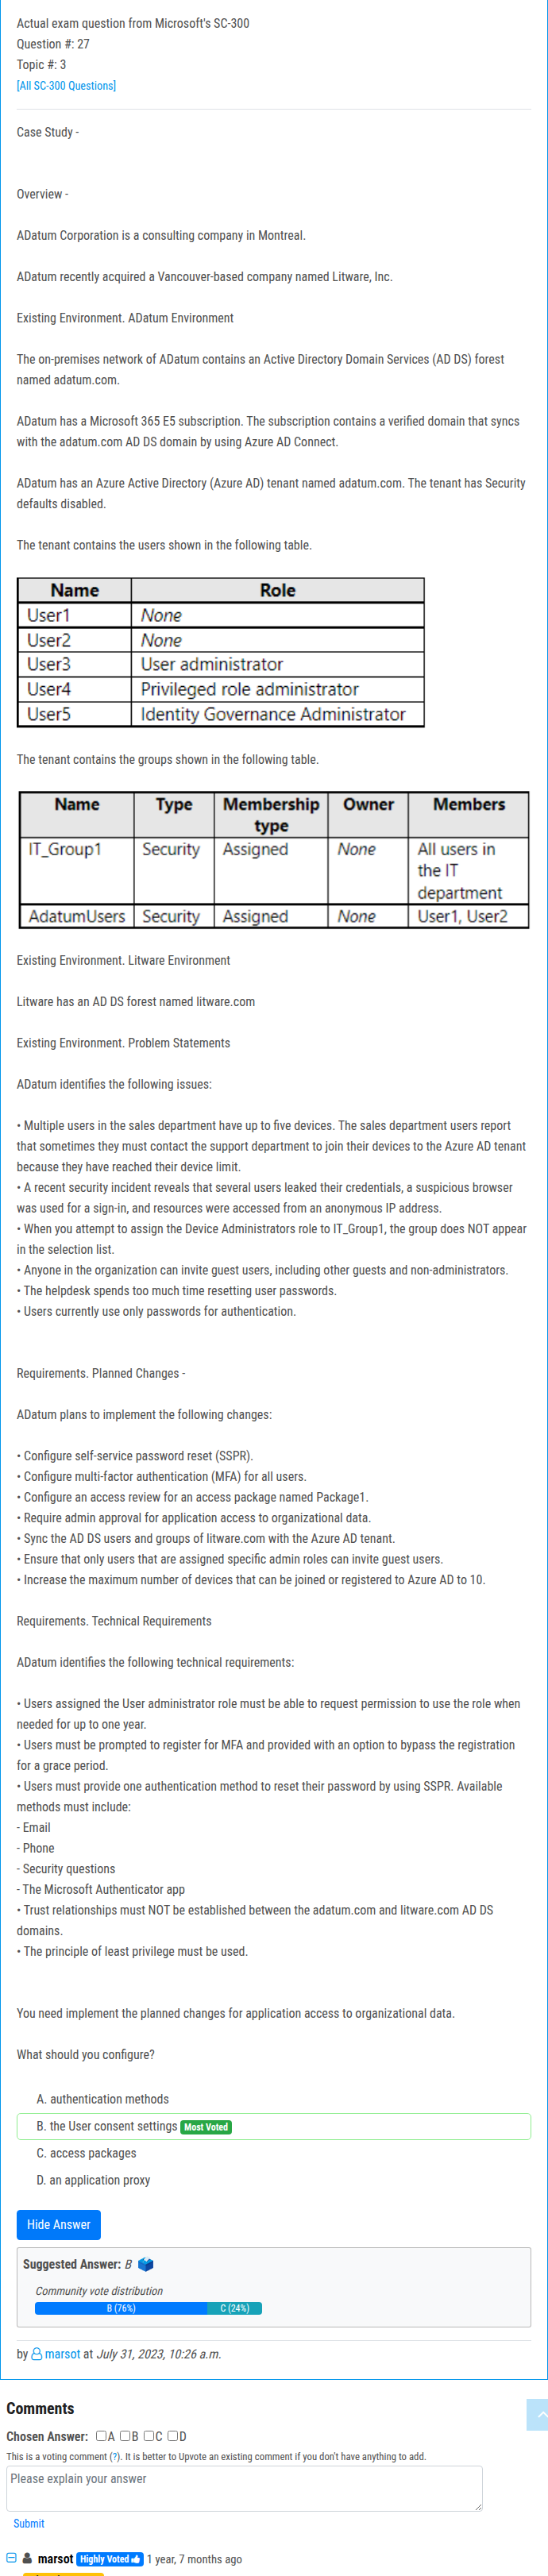 Actual exam question from Microsoft's SC-300
Question #: 27
Topic #: 3
[All SC-300 Questions]
Case Study -
Overview -
ADatum Corporation is a consulting company in Montreal.
ADatum recently acquired a Vancouver-based company named Litware, Inc.
Existing Environment. ADatum Environment
The on-premises network of ADatum contains an Active Directory Domain Services (AD DS) forest
named adatum.com.
ADatum has a Microsoft 365 E5 subscription. The subscription contains a verified domain that syncs
with the adatum.com AD DS domain by using Azure AD Connect.
ADatum has an Azure Active Directory (Azure AD) tenant named adatum.com. The tenant has Security
defaults disabled.
The tenant contains the users shown in the following table.
Name Role
User1 None
User2 None
User3 User administrator
User4 Privileged role administrator
User5 Identity Governance Administrator
The tenant contains the groups shown in the following table.
Name Type Membership type Owner Members
IT_Group1 Security Assigned None All users in
the IT
department
AdatumUsers Security Assigned None User1, User2
Existing Environment. Litware Environment
Litware has an AD DS forest named litware.com
Existing Environment. Problem Statements
ADatum identifies the following issues:
• Multiple users in the sales department have up to five devices. The sales department users report
that sometimes they must contact the support department to join their devices to the Azure AD tenant
because they have reached their device limit.
• A recent security incident reveals that several users leaked their credentials, a suspicious browser
was used for a sign-in, and resources were accessed from an anonymous IP address.
• When you attempt to assign the Device Administrators role to IT_Group1, the group does NOT appear
in the selection list.
• Anyone in the organization can invite guest users, including other guests and non-administrators.
• The helpdesk spends too much time resetting user passwords.
• Users currently use only passwords for authentication.
Requirements. Planned Changes -
ADatum plans to implement the following changes:
• Configure self-service password reset (SSPR).
• Configure multi-factor authentication (MFA) for all users.
• Configure an access review for an access package named Package1.
• Require admin approval for application access to organizational data.
• Sync the AD DS users and groups of litware.com with the Azure AD tenant.
• Ensure that only users that are assigned specific admin roles can invite guest users.
• Increase the maximum number of devices that can be joined or registered to Azure AD to 10.
Requirements. Technical Requirements
ADatum identifies the following technical requirements:
• Users assigned the User administrator role must be able to request permission to use the role when
needed for up to one year.
• Users must be prompted to register for MFA and provided with an option to bypass the registration
for a grace period.
• Users must provide one authentication method to reset their password by using SSPR. Available
methods must include:
- Email
- Phone
- Security questions
- The Microsoft Authenticator app
• Trust relationships must NOT be established between the adatum.com and litware.com AD DS
domains.
• The principle of least privilege must be used.
You need implement the planned changes for application access to organizational data.
What should you configure?
A. authentication methods
B. the User consent settings Most Voted
C. access packages
D. an application proxy
Hide Answer
Suggested Answer: B
Community vote distribution
B (76%) C (24%)
by marsot at July 31, 2023, 10:26 a.m.
Comments
Chosen Answer: A B C D
This is a voting comment (?). It is better to Upvote an existing comment if you don't have anything to add.
Please explain your answer
Submit
marsot Highly Voted 1 year, 7 months ago